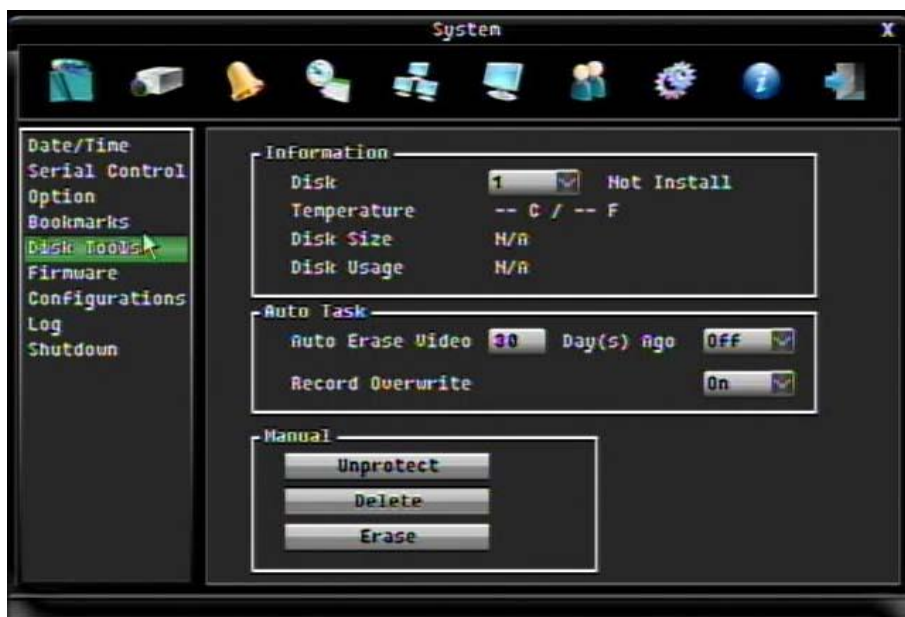 System X
Date/Time
Serial Control
Option
Bookmarks
Disk Tools
Firmware
Configurations
Log
Shutdown
Information
Disk 1 Not Install
Temperature -- C / -- F
Disk Size N/A
Disk Usage N/A
Auto Task
Auto Erase Video 30 Day(s) Ago Off
Record Overwrite On
Manual
Unprotect
Delete
Erase